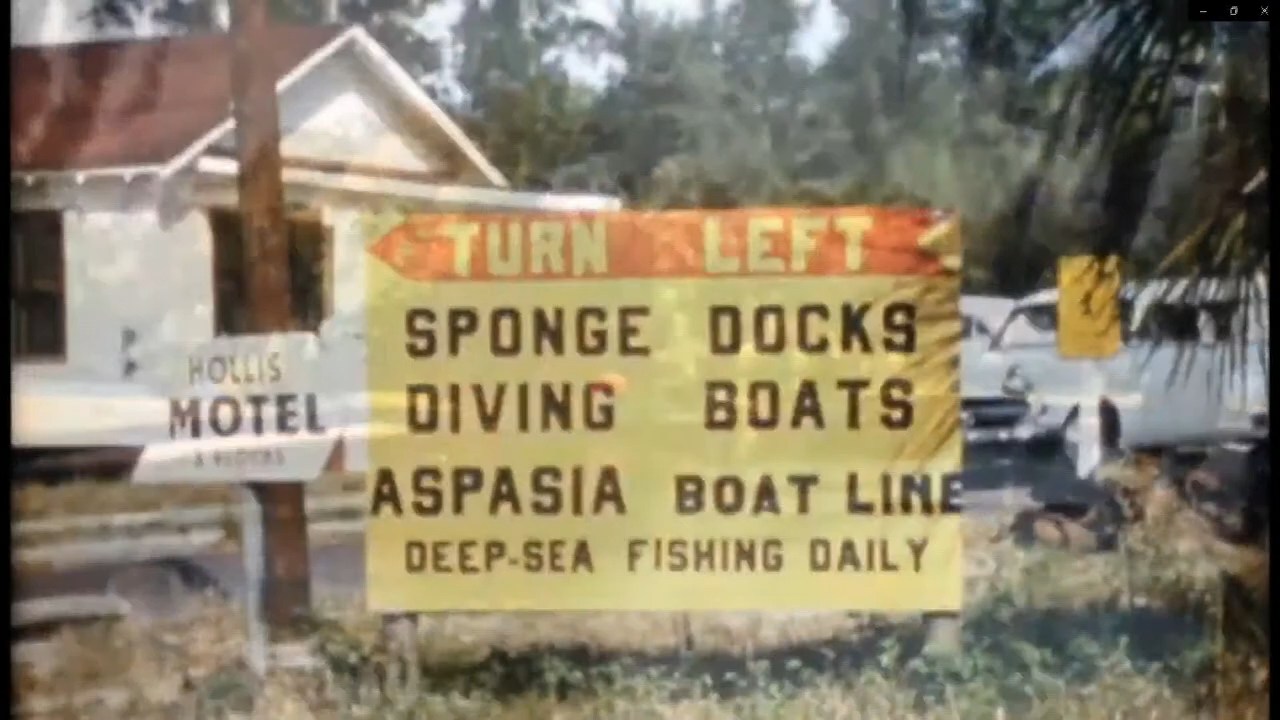 TURN LEFT
SPONGE DOCKS
DIVING BOATS
ASPASIA BOAT LINE
DEEP-SEA FISHING DAILY
HOLLIS
MOTEL